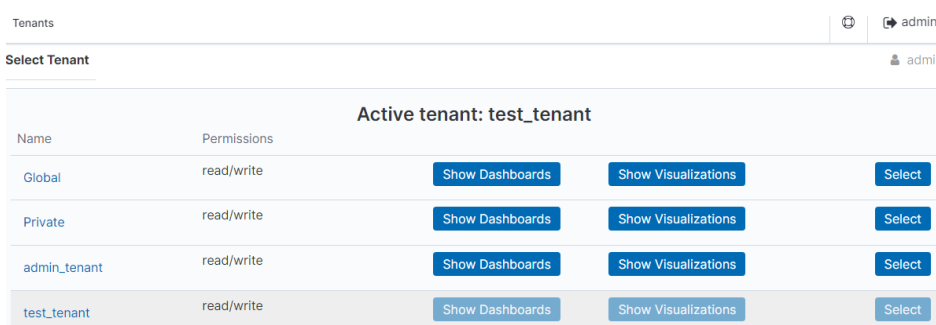 Tenants admin
Select Tenant admi
Active tenant: test_tenant
Name Permissions
Global read/write Show Dashboards Show Visualizations Select
Private read/write Show Dashboards Show Visualizations Select
admin_tenant read/write Show Dashboards Show Visualizations Select
test_tenant read/write Show Dashboards Show Visualizations Select